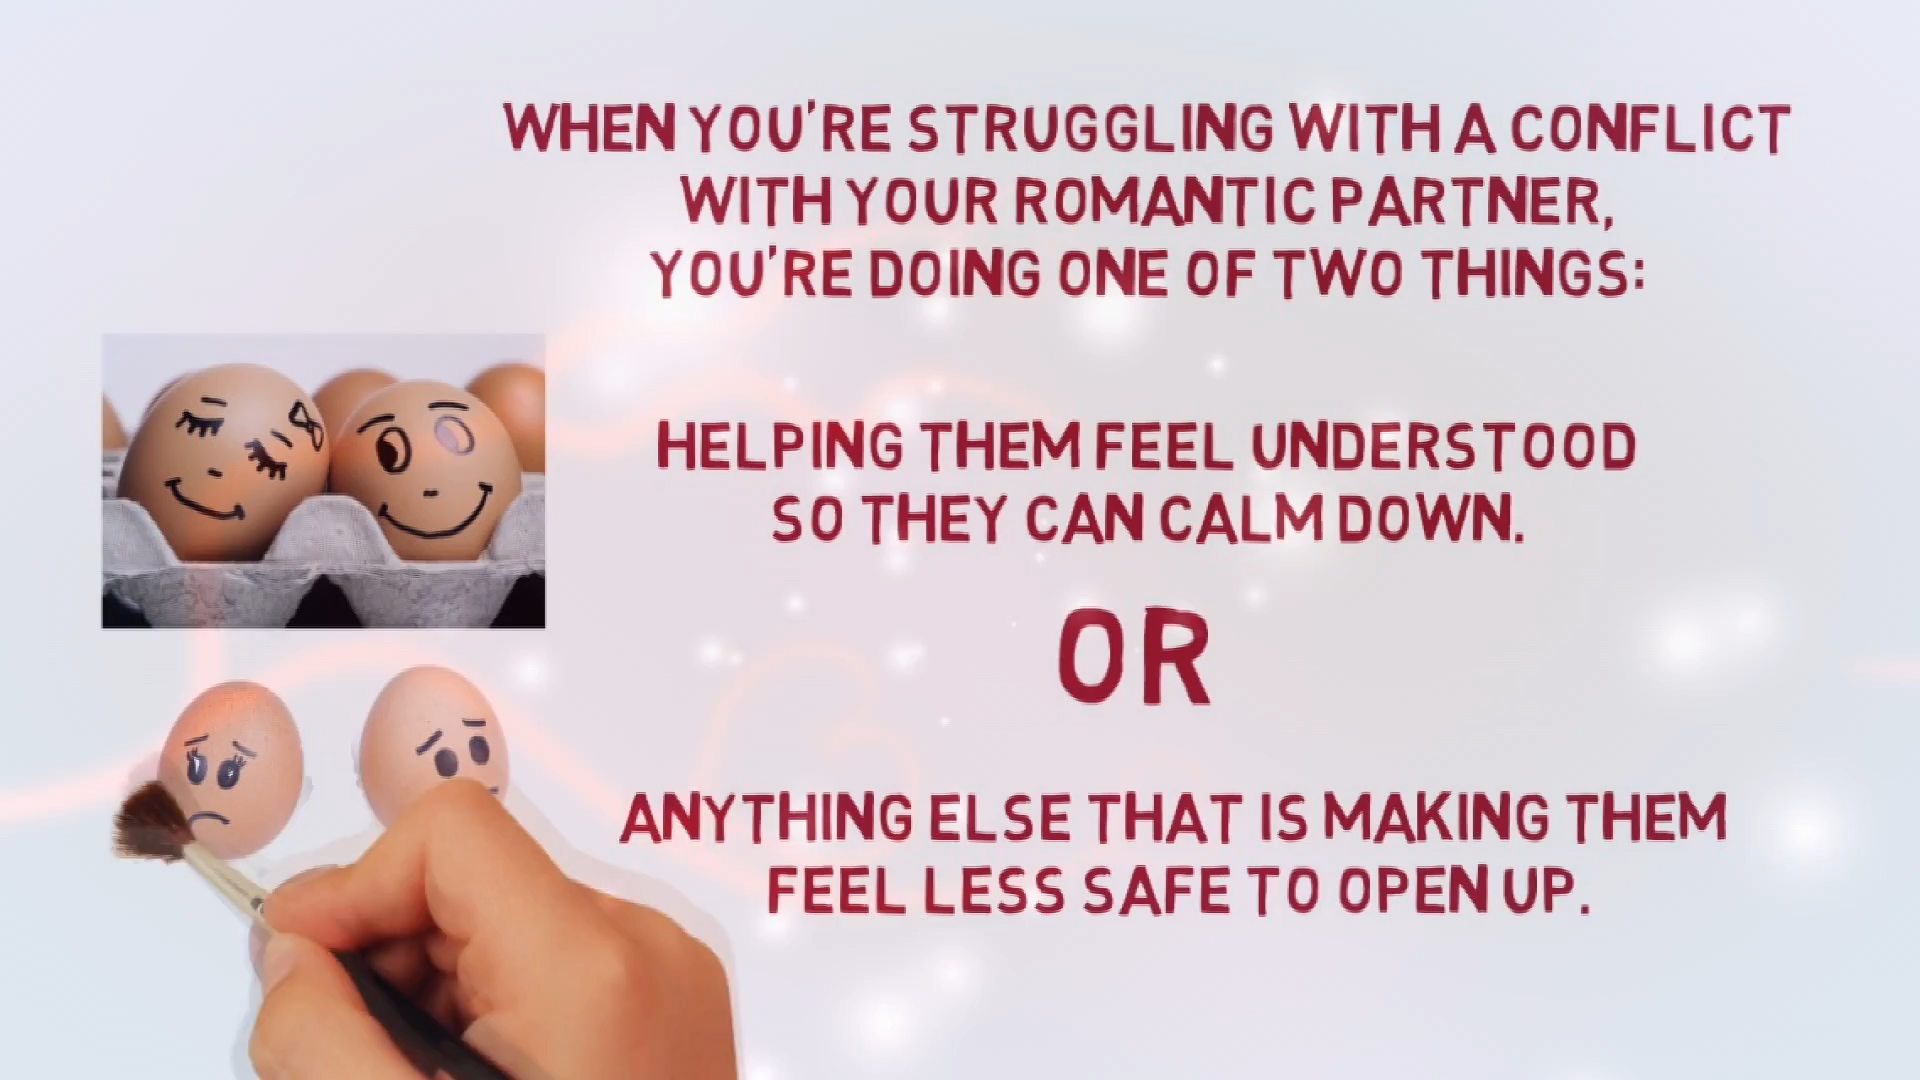 WHEN YOU'RE STRUGGLING WITH A CONFLICT
WITH YOUR ROMANTIC PARTNER,
YOU'RE DOING ONE OF TWO THINGS:
HELPING THEM FEEL UNDERSTOOD
SO THEY CAN CALM DOWN.
OR
ANYTHING ELSE THAT IS MAKING THEM
FEEL LESS SAFE TO OPEN UP.